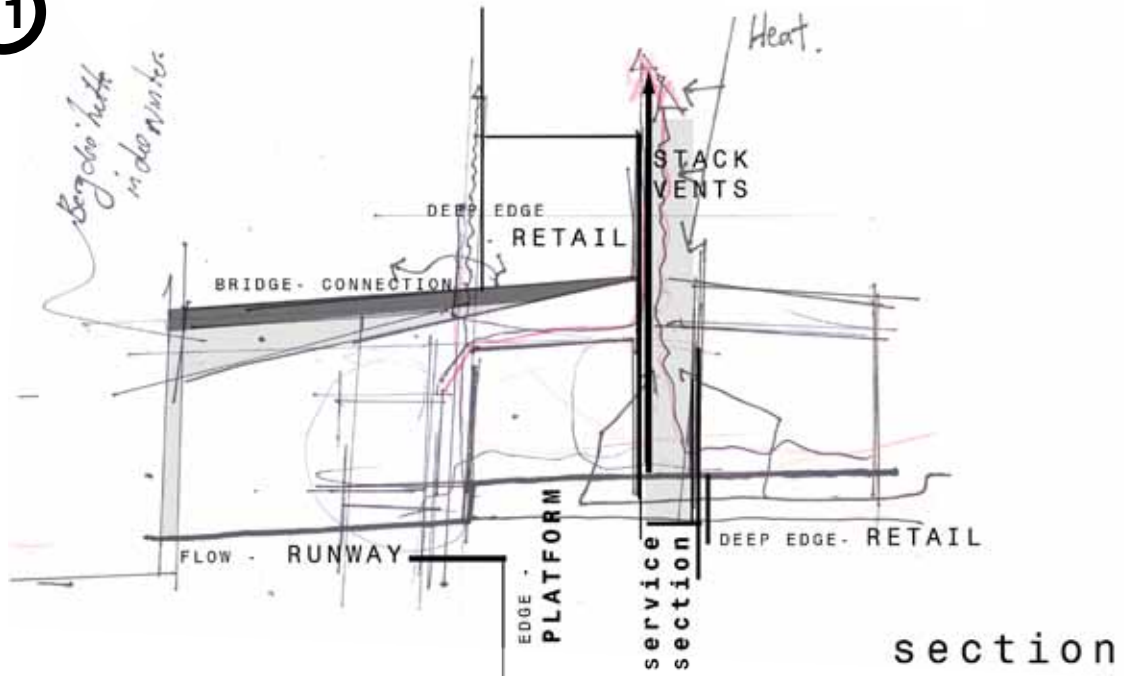 1
Heat.
STACK
VENTS
DEEP EDGE
- RETAIL
BRIDGE- CONNECTION
FLOW - RUNWAY
EDGE -
PLATFORM
service
section
DEEP EDGE- RETAIL
section